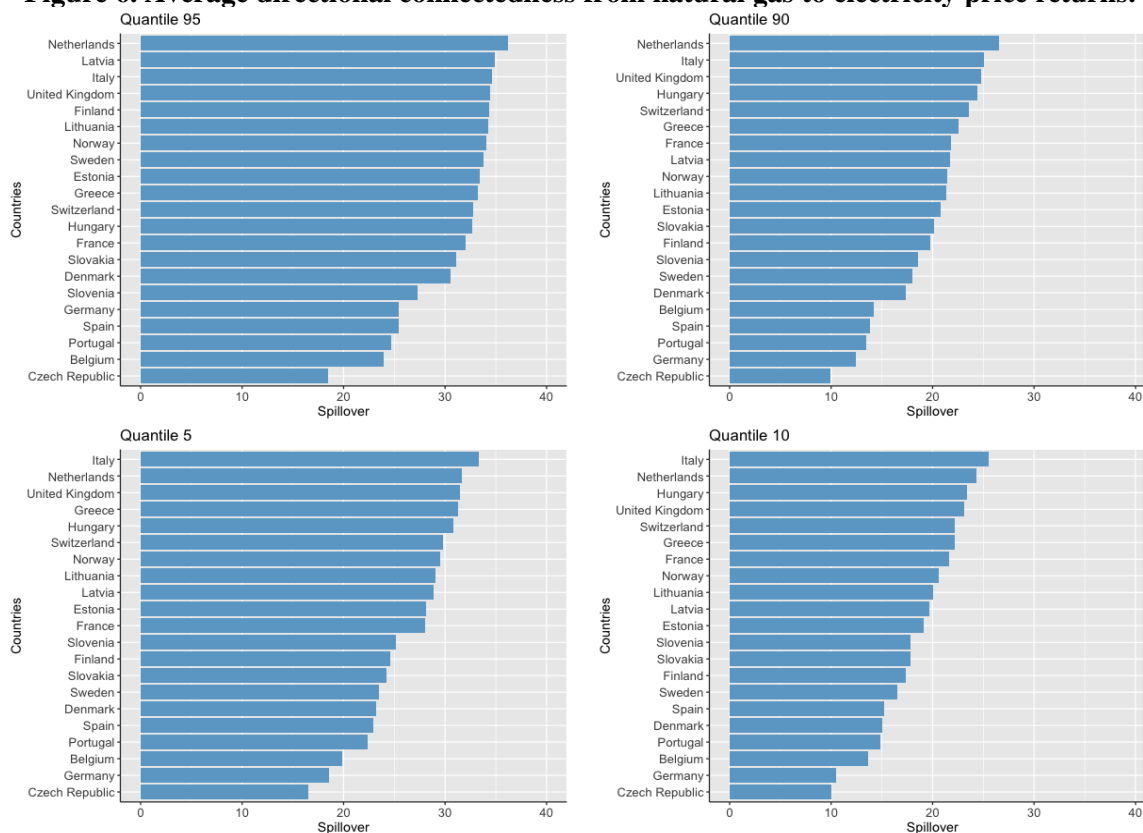 Figure 6. Average directional connectedness from natural gas to electricity price returns.
Quantile 95
Countries
Netherlands
Latvia
Italy
United Kingdom
Finland
Lithuania
Norway
Sweden
Estonia
Greece
Switzerland
Hungary
France
Slovakia
Denmark
Slovenia
Germany
Spain
Portugal
Belgium
Czech Republic
0 10 20 30 40
Spillover
Quantile 90
Countries
Netherlands
Italy
United Kingdom
Hungary
Switzerland
Greece
France
Latvia
Norway
Lithuania
Estonia
Slovakia
Finland
Slovenia
Sweden
Denmark
Belgium
Spain
Portugal
Germany
Czech Republic
0 10 20 30 40
Spillover
Quantile 5
Countries
Italy
Netherlands
United Kingdom
Greece
Hungary
Switzerland
Norway
Lithuania
Latvia
Estonia
France
Slovenia
Finland
Slovakia
Sweden
Denmark
Spain
Portugal
Belgium
Germany
Czech Republic
0 10 20 30 40
Spillover
Quantile 10
Countries
Italy
Netherlands
Hungary
United Kingdom
Switzerland
Greece
France
Norway
Lithuania
Latvia
Estonia
Slovenia
Slovakia
Finland
Sweden
Spain
Denmark
Portugal
Belgium
Germany
Czech Republic
0 10 20 30 40
Spillover